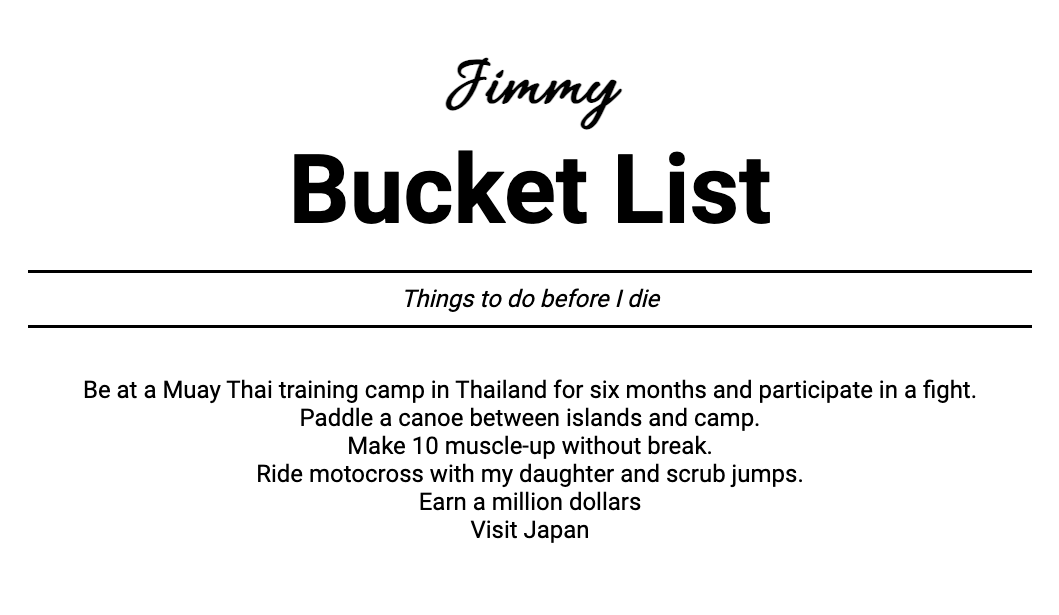 Jimmy
Bucket List
Things to do before I die
Be at a Muay Thai training camp in Thailand for six months and participate in a fight.
Paddle a canoe between islands and camp.
Make 10 muscle-up without break.
Ride motocross with my daughter and scrub jumps.
Earn a million dollars
Visit Japan